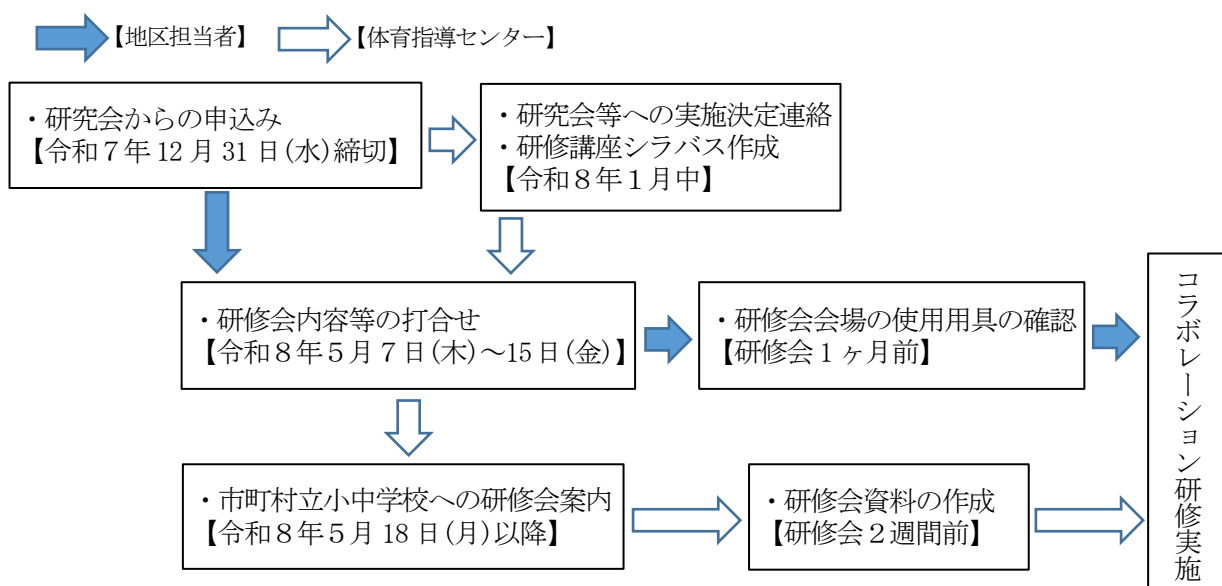 【地区担当者】 【体育指導センター】
・研究会からの申込み
【令和７年12月31日(水)締切】
・研究会等への実施決定連絡
・研修講座シラバス作成
【令和８年１月中】
・研修会内容等の打合せ
【令和８年５月７日(木)～15日(金)】
・研修会会場の使用用具の確認
【研修会１ヶ月前】
・市町村立小中学校への研修会案内
【令和８年５月18日(月)以降】
・研修会資料の作成
【研修会２週間前】
コラボレーション研修実施